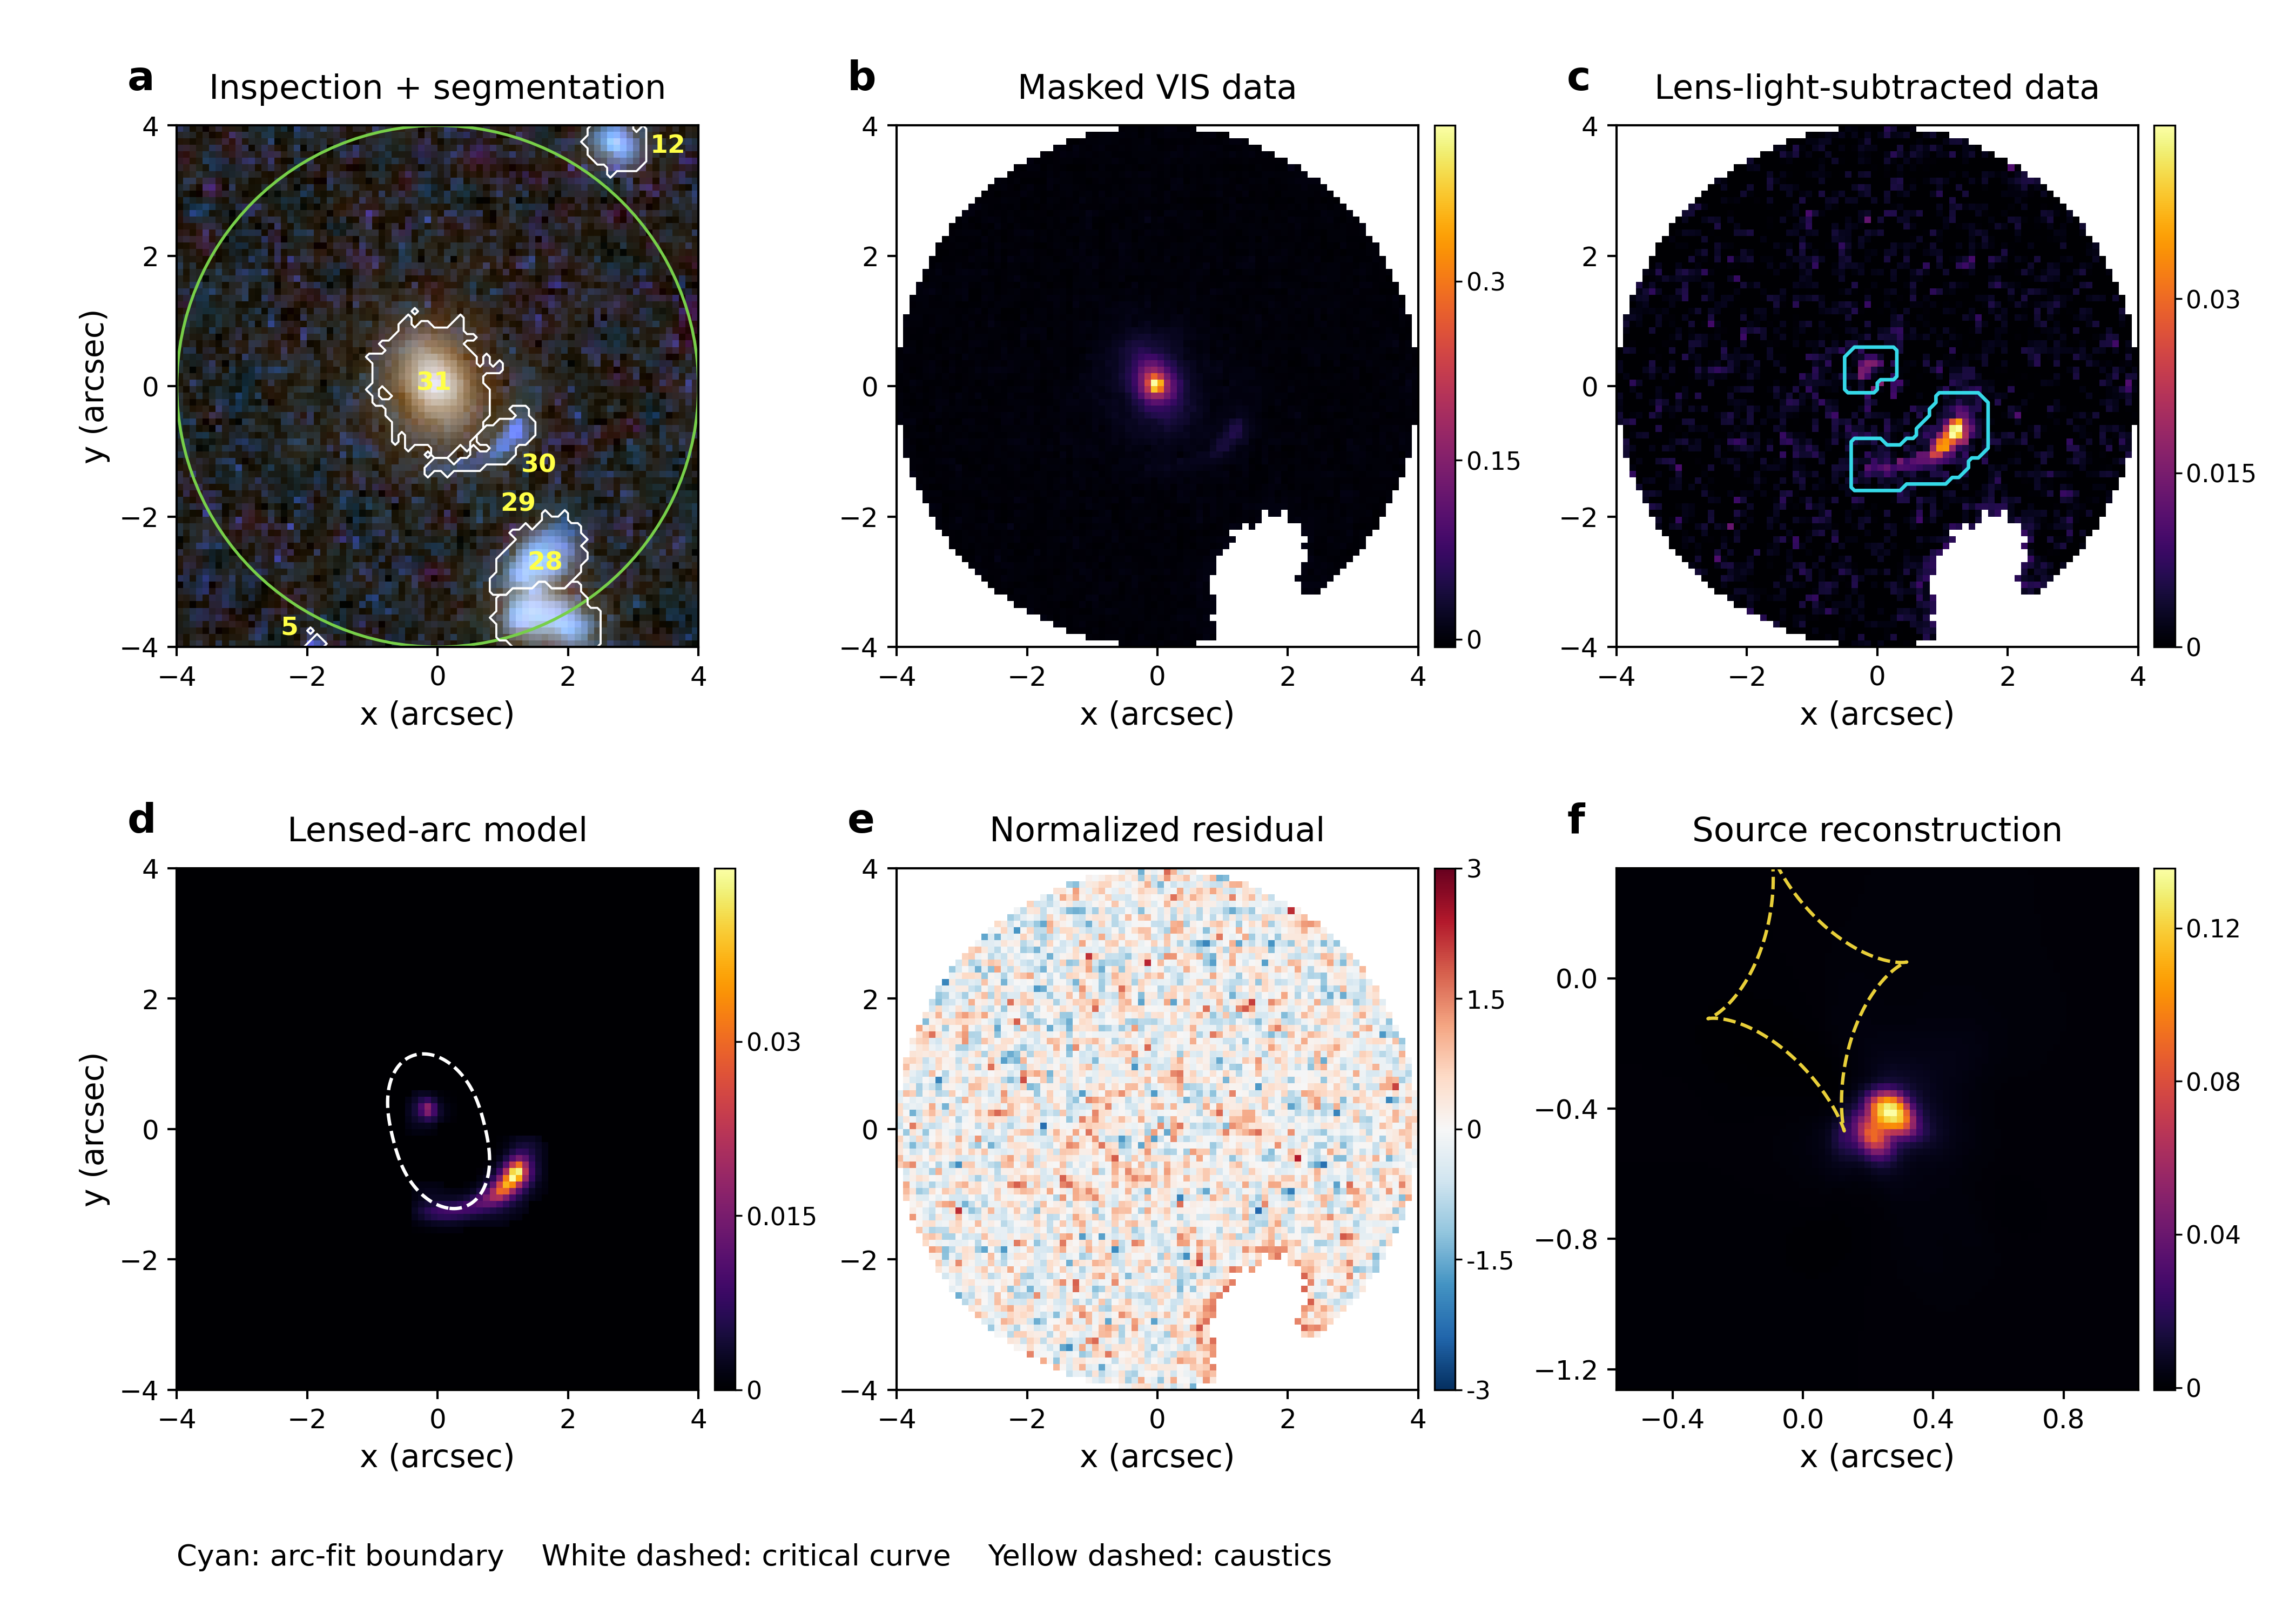 a Inspection + segmentation
4
2
0
−2
−4
y (arcsec)
12
31
30
29
28
5
−4 −2 0 2 4
x (arcsec)
b Masked VIS data
4
2
0
−2
−4
0.3
0.15
0
−4 −2 0 2 4
x (arcsec)
c Lens-light-subtracted data
4
2
0
−2
−4
0.03
0.015
0
−4 −2 0 2 4
x (arcsec)
d Lensed-arc model
4
2
0
−2
−4
y (arcsec)
0.03
0.015
0
−4 −2 0 2 4
x (arcsec)
e Normalized residual
4
2
0
−2
−4
3
1.5
0
-1.5
-3
−4 −2 0 2 4
x (arcsec)
f Source reconstruction
0.0
−0.4
−0.8
−1.2
0.12
0.08
0.04
0
−0.4 0.0 0.4 0.8
x (arcsec)
Cyan: arc-fit boundary White dashed: critical curve Yellow dashed: caustics